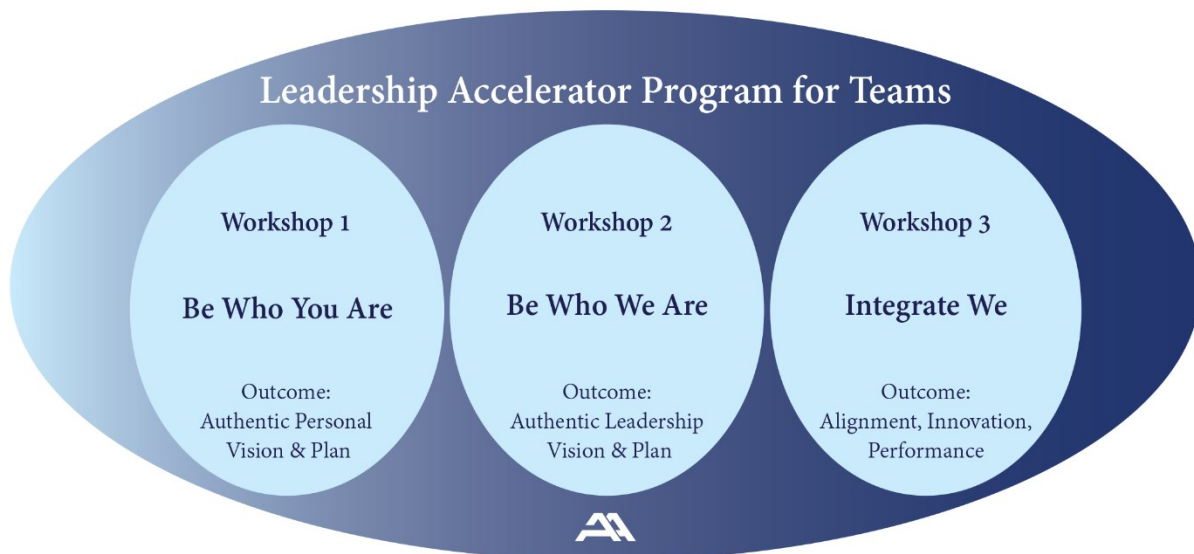 Leadership Accelerator Program for Teams
Workshop 1
Be Who You Are
Outcome:
Authentic Personal
Vision & Plan
Workshop 2
Be Who We Are
Outcome:
Authentic Leadership
Vision & Plan
Workshop 3
Integrate We
Outcome:
Alignment, Innovation,
Performance
AA